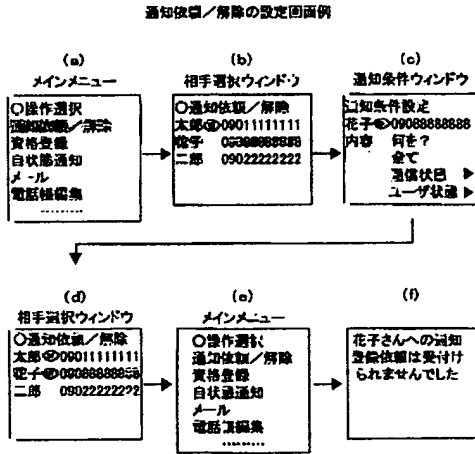 通知依頼／解除の設定画面例
(a)
メインメニュー
○操作選択
通知依頼／解除
資格登録
自状態通知
メール
電話帳編集
………
(b)
相手選択ウィンドウ
○通知依頼／解除
太郎 09011111111
花子 09088888888
二郎 09022222222
(c)
通知条件ウィンドウ
通知条件設定
花子 09088888888
内容 何を？
全て
通信状態 ▶
ユーザ状態 ▶
(d)
相手選択ウィンドウ
○通知依頼／解除
太郎 09011111111
花子 09088888888
二郎 09022222222
(e)
メインメニュー
○操作選択
通知依頼／解除
資格登録
自状態通知
メール
電話帳編集
………
(f)
花子さんへの通知
登録依頼は受付け
られませんでした